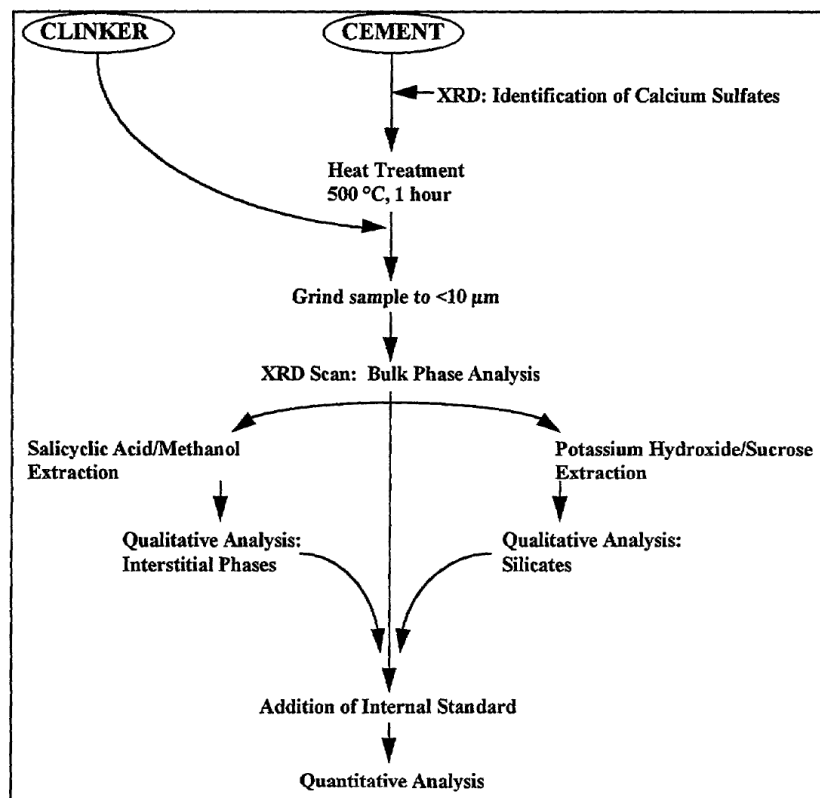 CLINKER
CEMENT
XRD: Identification of Calcium Sulfates
Heat Treatment
500 °C, 1 hour
Grind sample to <10 µm
XRD Scan: Bulk Phase Analysis
Salicyclic Acid/Methanol
Extraction
Potassium Hydroxide/Sucrose
Extraction
Qualitative Analysis:
Interstitial Phases
Qualitative Analysis:
Silicates
Addition of Internal Standard
Quantitative Analysis